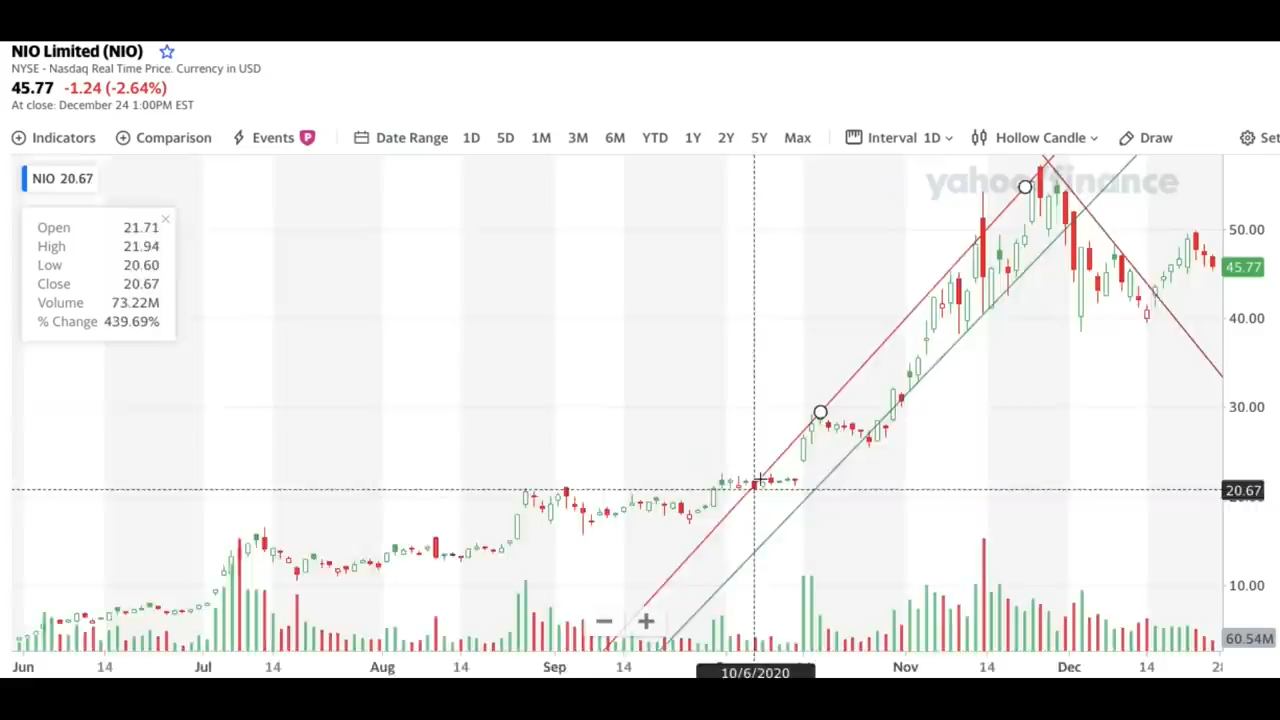 NIO Limited (NIO)
NYSE - Nasdaq Real Time Price. Currency in USD
45.77 -1.24 (-2.64%)
At close: December 24 1:00PM EST
Indicators Comparison Events P Date Range 1D 5D 1M 3M 6M YTD 1Y 2Y 5Y Max Interval 1D Hollow Candle Draw Set
NIO 20.67
yahoo/finance
Open 21.71
High 21.94
Low 20.60
Close 20.67
Volume 73.22M
% Change 439.69%
50.00
45.77
40.00
30.00
20.67
10.00
60.54M
Jun 14 Jul 14 Aug 14 Sep 14 Nov 14 Dec 14
10/6/2020